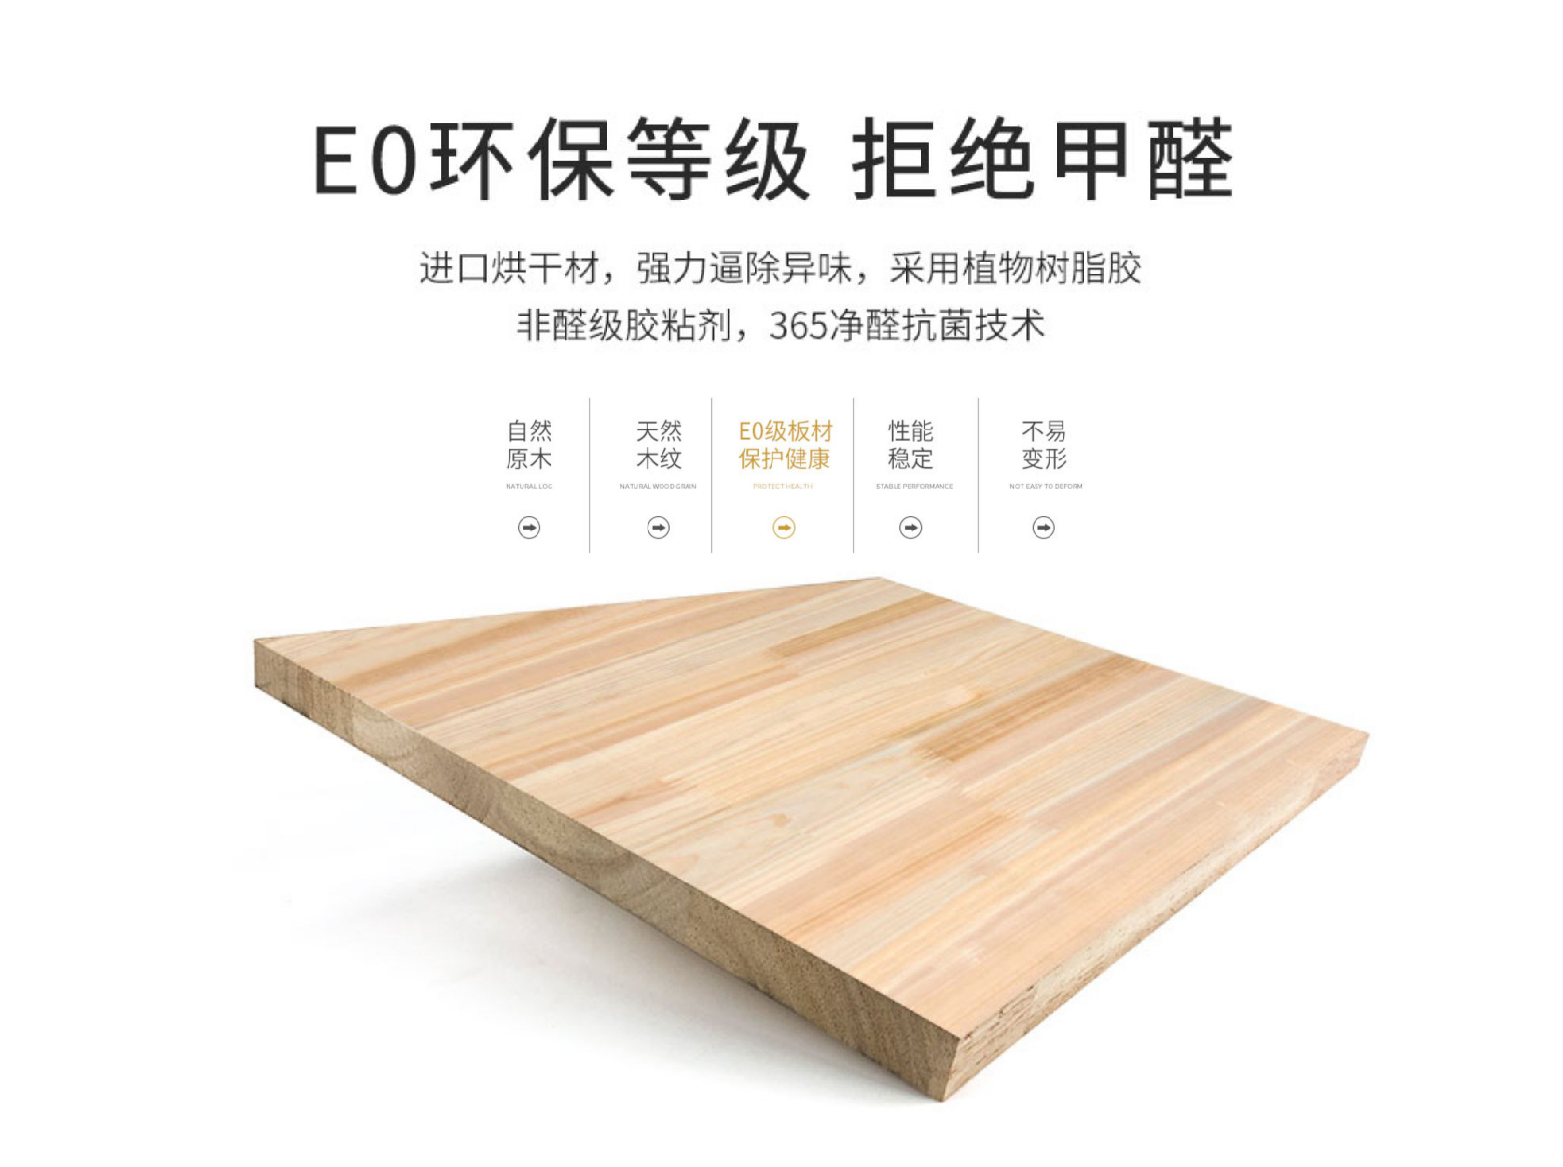 E0环保等级 拒绝甲醛
进口烘干材，强力逼除异味，采用植物树脂胶
非醛级胶粘剂，365净醛抗菌技术
自然
原木
NATURAL LOG
天然
木纹
NATURAL WOOD GRAIN
E0级板材
保护健康
PROTECT HEALTH
性能
稳定
STABLE PERFORMANCE
不易
变形
NOT EASY TO DEFORM